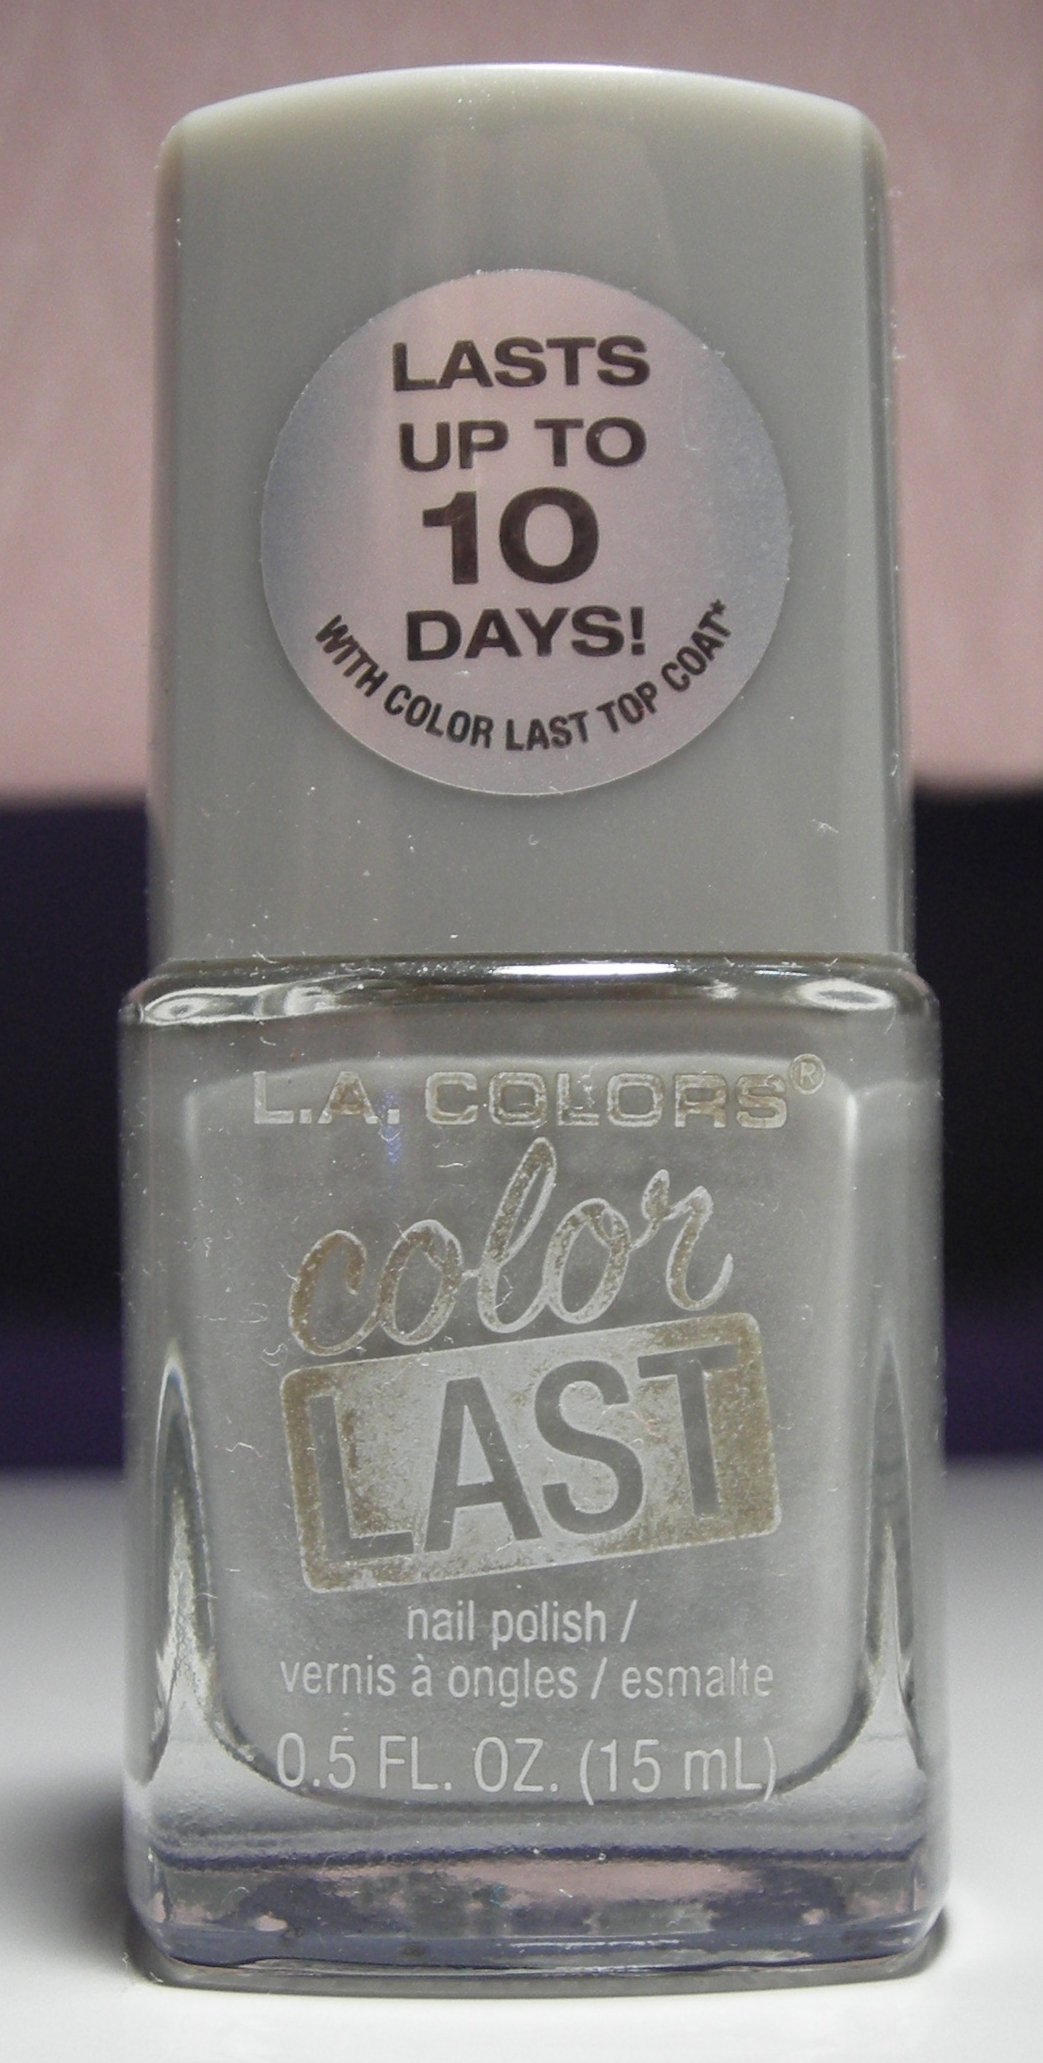 LASTS
UP TO
10
DAYS!
WITH COLOR LAST TOP COAT*
L.A. COLORS®
color
LAST
nail polish /
vernis à ongles / esmalte
0.5 FL. OZ. (15 mL)